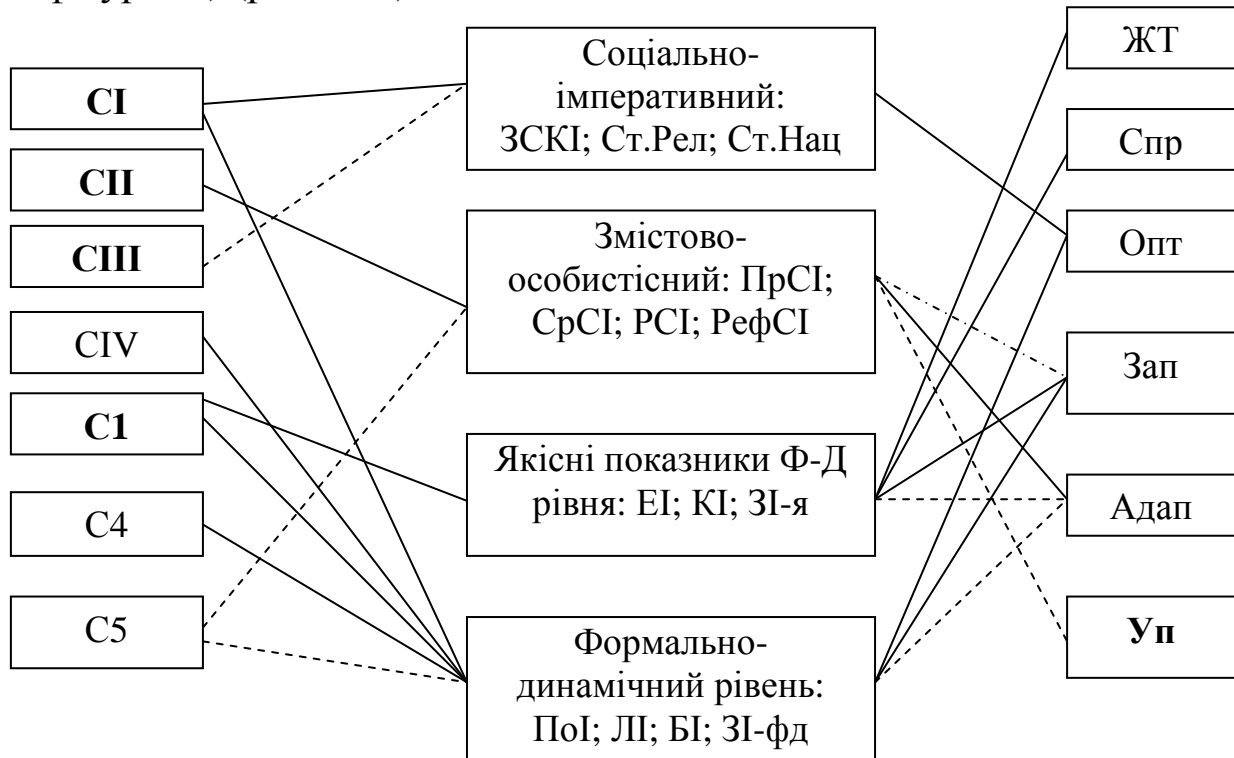 СІ
СІІ
СІІІ
СІV
С1
С4
С5
Соціально-
імперативний:
ЗСКІ; Ст.Рел; Ст.Нац
Змістово-
особистісний: ПрСІ;
СрСІ; РСІ; РефСІ
Якісні показники Ф-Д
рівня: ЕІ; КІ; ЗІ-я
Формально-
динамічний рівень:
ПоІ; ЛІ; БІ; ЗІ-фд
ЖТ
Спр
Опт
Зап
Адап
Уп